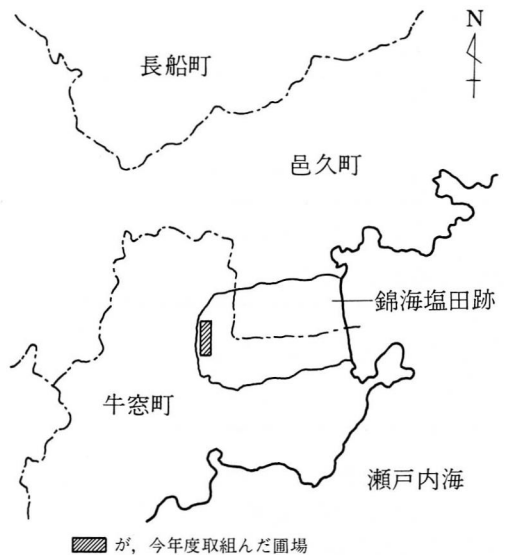 N
長船町
邑久町
錦海塩田跡
牛窓町
瀬戸内海
が，今年度取組んだ圃場